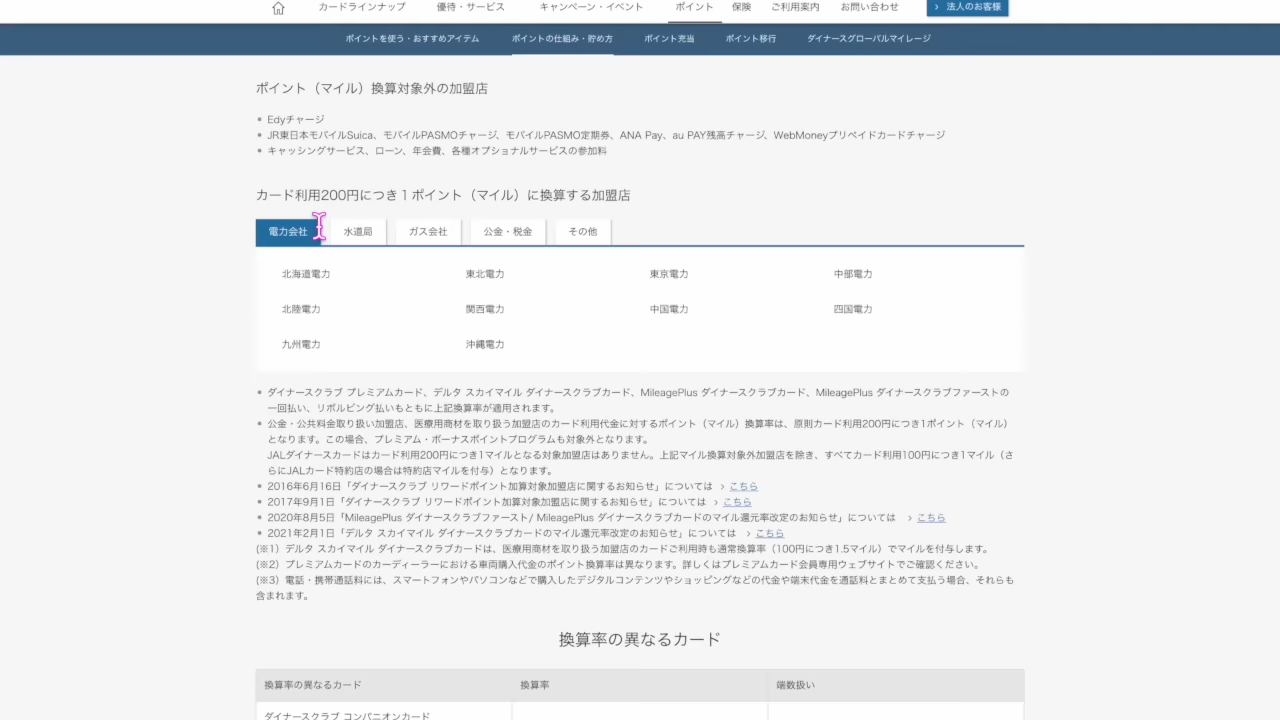 カードラインナップ
優待・サービス
キャンペーン・イベント
ポイント
保険
ご利用案内
お問い合わせ
› 法人のお客様
ポイントを使う・おすすめアイテム
ポイントの仕組み・貯め方
ポイント充当
ポイント移行
ダイナースグローバルマイレージ
ポイント（マイル）換算対象外の加盟店
Edyチャージ
JR東日本モバイルSuica、モバイルPASMOチャージ、モバイルPASMO定期券、ANA Pay、au PAY残高チャージ、WebMoneyプリペイドカードチャージ
キャッシングサービス、ローン、年会費、各種オプショナルサービスの参加料
カード利用200円につき１ポイント（マイル）に換算する加盟店
電力会社
水道局
ガス会社
公金・税金
その他
北海道電力
東北電力
東京電力
中部電力
北陸電力
関西電力
中国電力
四国電力
九州電力
沖縄電力
ダイナースクラブ プレミアムカード、デルタ スカイマイル ダイナースクラブカード、MileagePlus ダイナースクラブカード、MileagePlus ダイナースクラブファーストの
一回払い、リボルビング払いもともに上記換算率が適用されます。
公金・公共料金取り扱い加盟店、医療用商材を取り扱う加盟店のカード利用代金に対するポイント（マイル）換算率は、原則カード利用200円につき1ポイント（マイル）
となります。この場合、プレミアム・ボーナスポイントプログラムも対象外となります。
JALダイナースカードはカード利用200円につき1マイルとなる対象加盟店はありません。上記マイル換算対象外加盟店を除き、すべてカード利用100円につき1マイル（さ
らにJALカード特約店の場合は特約店マイルを付与）となります。
2016年6月16日「ダイナースクラブ リワードポイント加算対象加盟店に関するお知らせ」については › こちら
2017年9月1日「ダイナースクラブ リワードポイント加算対象加盟店に関するお知らせ」については › こちら
2020年8月5日「MileagePlus ダイナースクラブファースト/ MileagePlus ダイナースクラブカードのマイル還元率改定のお知らせ」については › こちら
2021年2月1日「デルタ スカイマイル ダイナースクラブカードのマイル還元率改定のお知らせ」については › こちら
(※1）デルタ スカイマイル ダイナースクラブカードは、医療用商材を取り扱う加盟店のカードご利用時も通常換算率（100円につき1.5マイル）でマイルを付与します。
(※2）プレミアムカードのカーディーラーにおける車両購入代金のポイント換算率は異なります。詳しくはプレミアムカード会員専用ウェブサイトでご確認ください。
(※3）電話・携帯通話料には、スマートフォンやパソコンなどで購入したデジタルコンテンツやショッピングなどの代金や端末代金を通話料とまとめて支払う場合、それらも
含まれます。
換算率の異なるカード
換算率の異なるカード
換算率
端数扱い
ダイナースクラブ コンパニオンカード